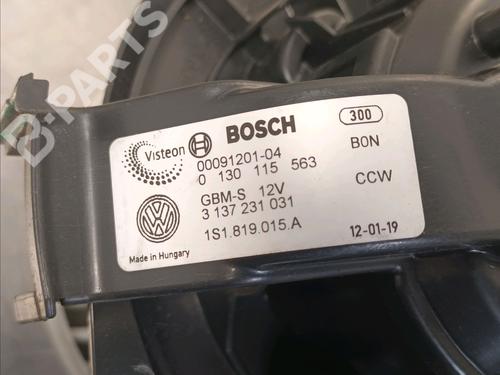 B-PARTS
Visteon
BOSCH
300
00091201-04
B0N
0 130 115 563
GBM-S 12V
CCW
3 137 231 031
1S1.819.015.A
12-01-19
Made in Hungary